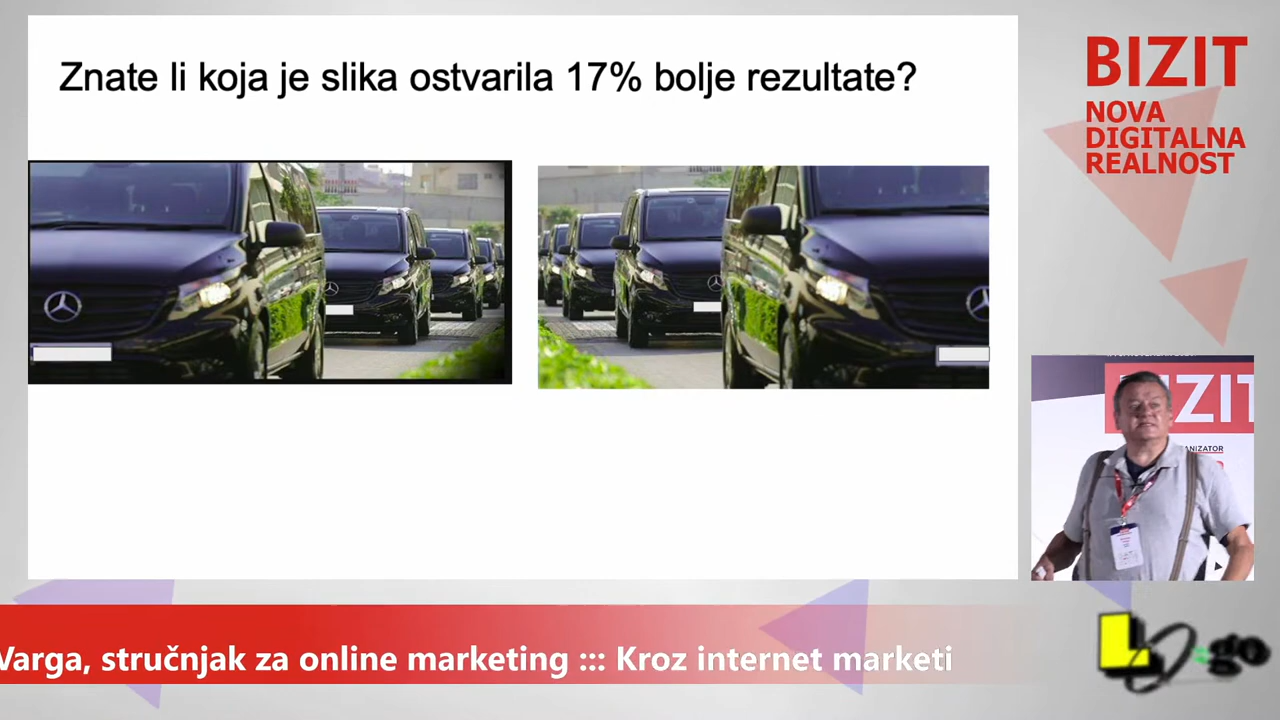 Znate li koja je slika ostvarila 17% bolje rezultate?
BIZIT
NOVA
DIGITALNA
REALNOST
BIZIT
Varga, stručnjak za online marketing ::: Kroz internet marketi